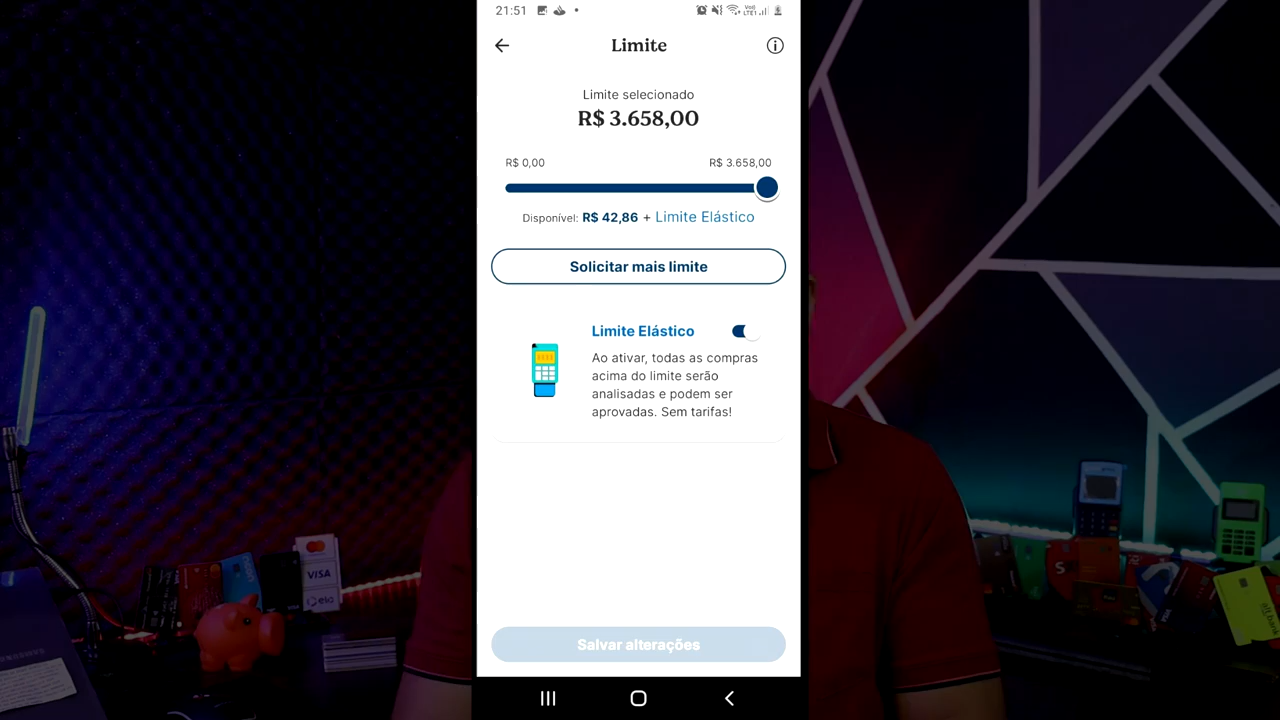 21:51
Limite
Limite selecionado
R$ 3.658,00
R$ 0,00
R$ 3.658,00
Disponível: R$ 42,86 + Limite Elástico
Solicitar mais limite
Limite Elástico
Ao ativar, todas as compras
acima do limite serão
analisadas e podem ser
aprovadas. Sem tarifas!
Salvar alterações
VISA
elo